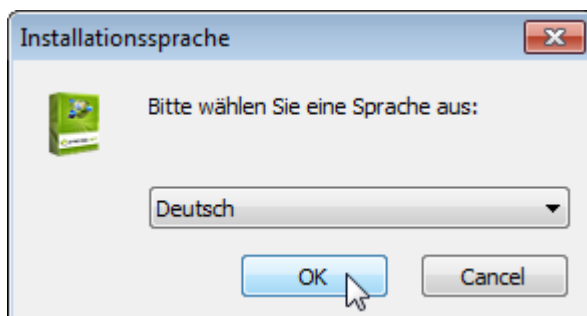 Installationssprache
Bitte wählen Sie eine Sprache aus:
Deutsch
OK
Cancel